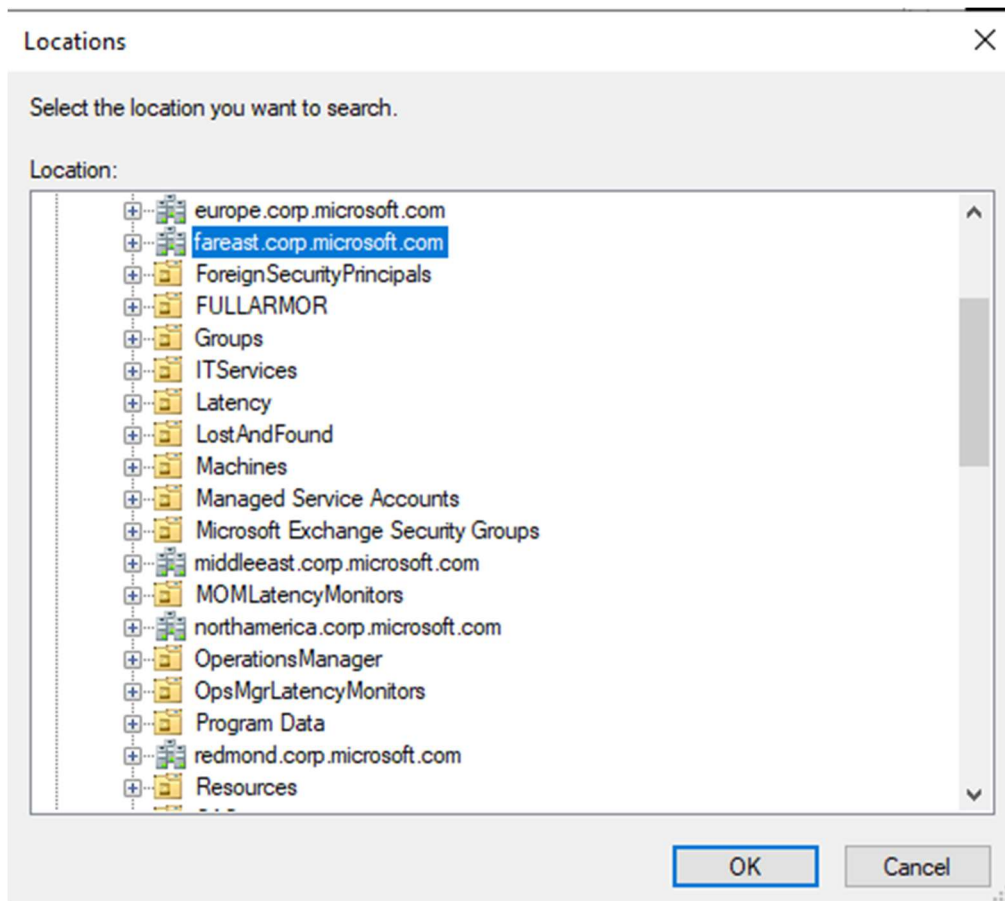 Locations
Select the location you want to search.
Location:
europe.corp.microsoft.com
fareast.corp.microsoft.com
ForeignSecurityPrincipals
FULLARMOR
Groups
ITServices
Latency
LostAndFound
Machines
Managed Service Accounts
Microsoft Exchange Security Groups
middleeast.corp.microsoft.com
MOMLatencyMonitors
northamerica.corp.microsoft.com
OperationsManager
OpsMgrLatencyMonitors
Program Data
redmond.corp.microsoft.com
Resources
OK Cancel